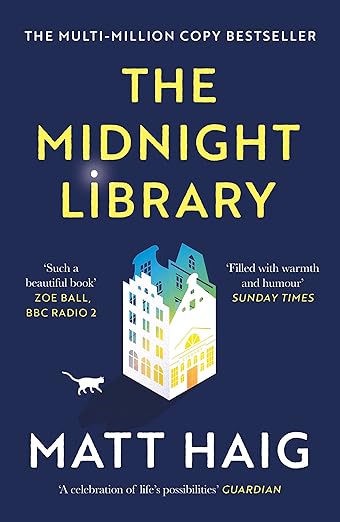 THE MULTI-MILLION COPY BESTSELLER
THE
MIDNIGHT
LiBRARY
‘Such a
beautiful book’
ZOE BALL,
BBC RADIO 2
‘Filled with warmth
and humour’
SUNDAY TIMES
MATT HAIG
‘A celebration of life’s possibilities’ GUARDIAN